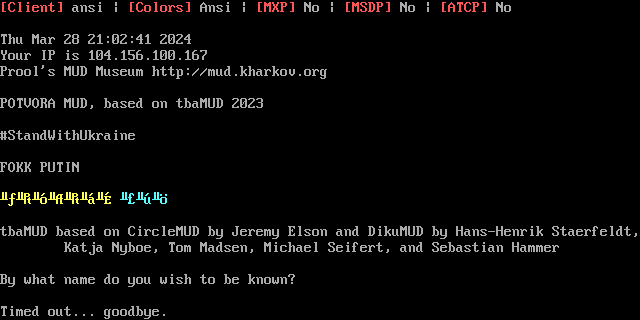 [Client] ansi | [Colors] Ansi | [MXP] No | [MSDP] No | [ATCP] No
Thu Mar 28 21:02:41 2024
Your IP is 104.156.100.167
Prool's MUD Museum http://mud.kharkov.org
POTVORA MUD, based on tbaMUD 2023
#StandWithUkraine
FOKK PUTIN
tbaMUD based on CircleMUD by Jeremy Elson and DikuMUD by Hans-Henrik Staerfeldt,
Katja Nyboe, Tom Madsen, Michael Seifert, and Sebastian Hammer
By what name do you wish to be known?
Timed out... goodbye.